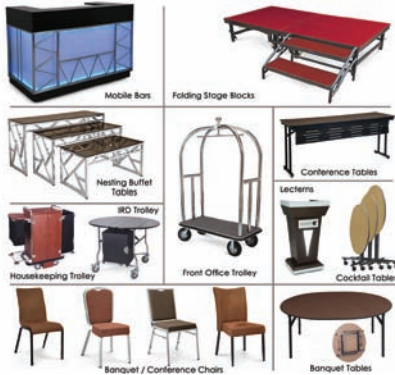 Mobile Bars
Folding Stage Blocks
Nesting Buffet
Tables
Conference Tables
IRD Trolley
Lecterns
Housekeeping Trolley
Front Office Trolley
Cocktail Tables
Banquet / Conference Chairs
Banquet Tables